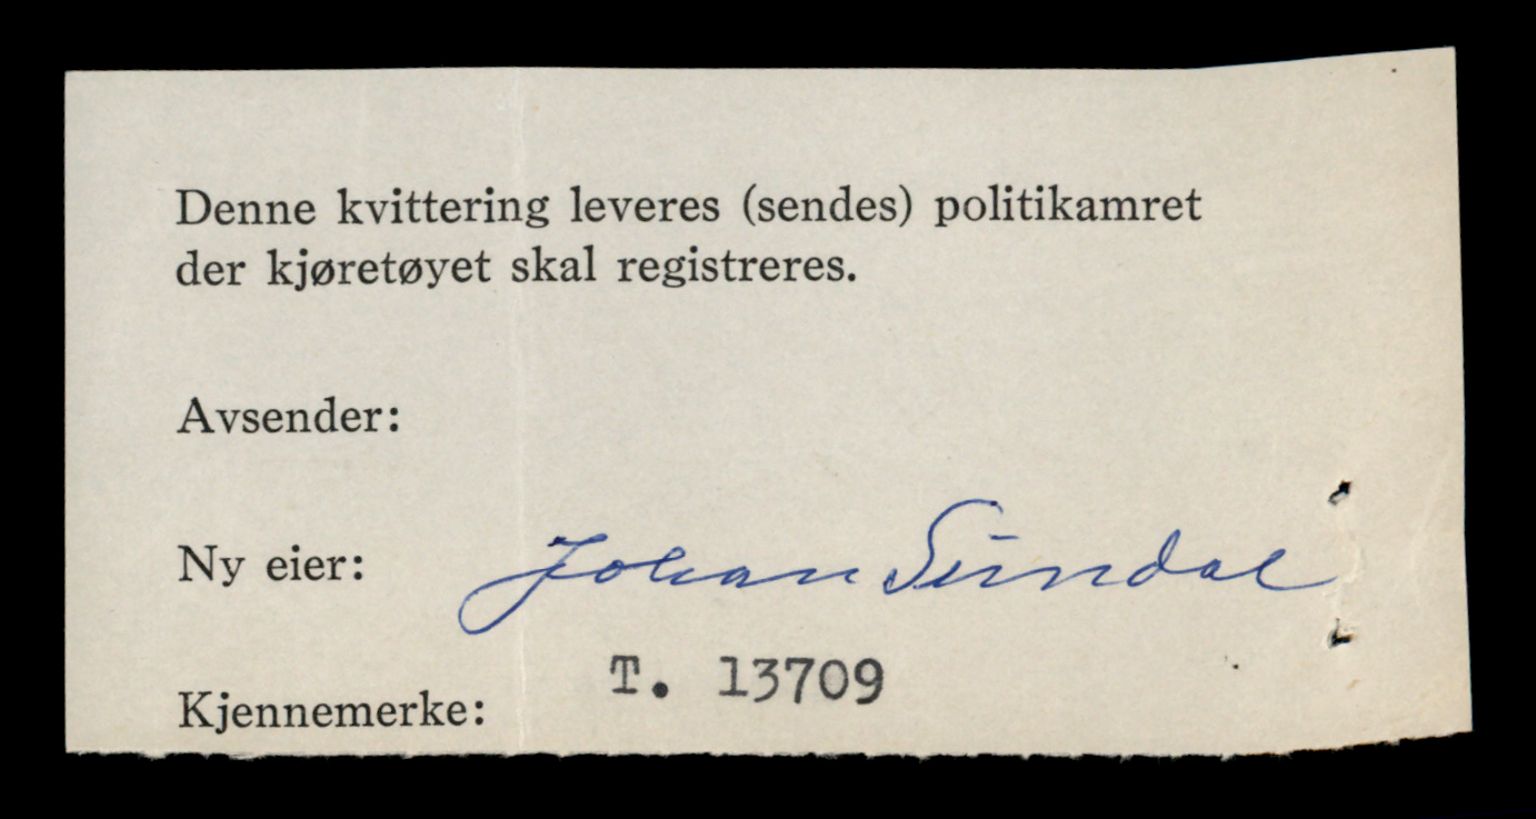 Denne kvittering leveres (sendes) politikamret
der kjøretøyet skal registreres.
Avsender:
Ny eier: Johan Sundal
Kjennemerke: T. 13709